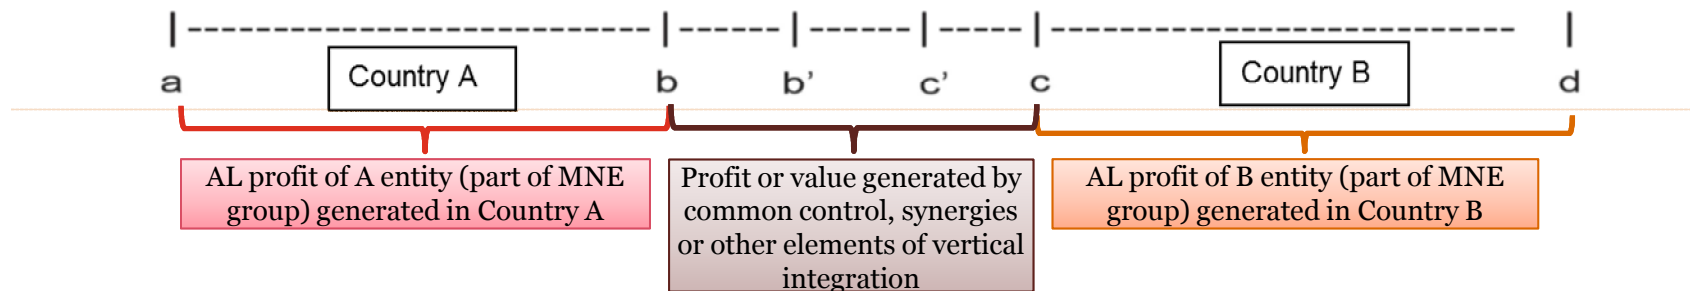 Country A
Country B
a
b
b’
c’
c
d
AL profit of A entity (part of MNE
group) generated in Country A
Profit or value generated by
common control, synergies
or other elements of vertical
integration
AL profit of B entity (part of MNE
group) generated in Country B